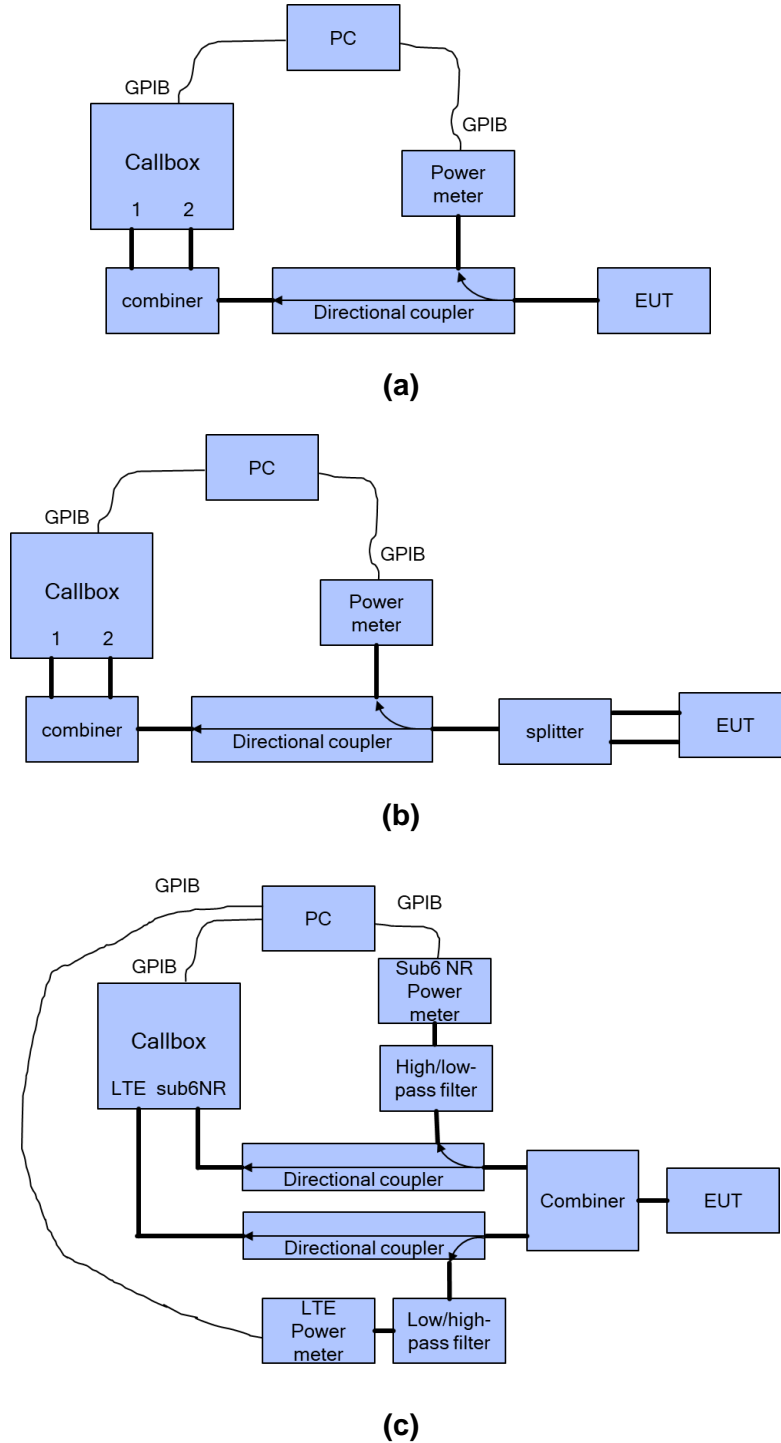 PC
GPIB
GPIB
Callbox
1 2
Power
meter
combiner
Directional coupler
EUT
(a)
PC
GPIB
GPIB
Callbox
1 2
Power
meter
combiner
Directional coupler
splitter
EUT
(b)
GPIB
PC
GPIB
GPIB
Sub6 NR
Power
meter
Callbox
LTE sub6NR
High/low-
pass filter
Directional coupler
Combiner
EUT
Directional coupler
LTE
Power
meter
Low/high-
pass filter
(c)